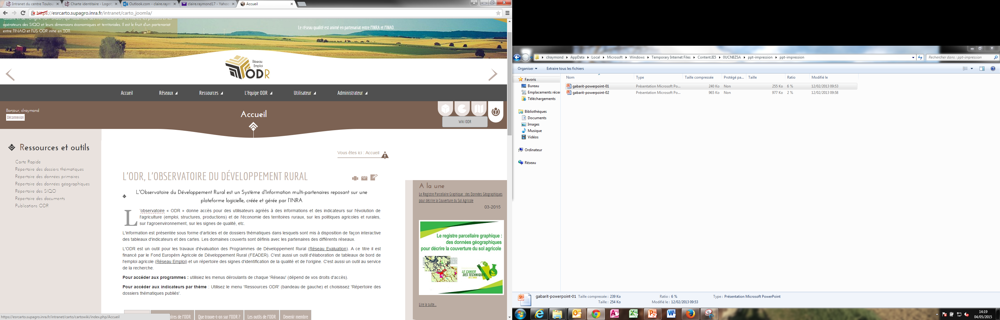 Intranet du centre Toulou
Charte identitaire - Logoty
Outlook.com - claire.raym
claire.raymond17 - Yahoo
Accueil
https://esrcarto.supagro.inra.fr/intranet/carto_joomla/
opérateurs des SIQO et leurs dimensions économiques et territoriales. Il est le fruit d'un partenariat
entre l'INAO et l'US ODR initié en 2011.
Le réseau qualité est animé en partenariat entre l'INRA et l'INAO.
Réseau
Emploi
ODR
Accueil
Réseaux
Ressources
L'équipe ODR
Utilisateur
Administrateur
Bonjour, clraymond
Déconnexion
Accueil
Wiki ODR
Ressources et outils
Carte Rapide
Répertoire des dossiers thématiques
Répertoire des données primaires
Répertoire des données géographiques
Répertoire des SIQO
Répertoire des documents
Publications ODR
Vous êtes ici : Accueil
L'ODR, L'OBSERVATOIRE DU DÉVELOPPEMENT RURAL
L'Observatoire du Développement Rural est un Système d'Information multi-partenaires reposant sur une
plateforme logicielle, créée et gérée par l'INRA
L'observatoire « ODR » donne accès pour des utilisateurs agréés à des informations et des indicateurs sur l'évolution de
l'agriculture (emploi, structures, productions) et de l'économie des territoires ruraux, sur les politiques agricoles et rurales,
sur l'agroenvironnement, sur les signes de qualité, etc.
L'information est présentée sous forme d'articles et de dossiers thématiques dans lesquels sont mis à disposition de façon interactive
des tableaux d'indicateurs et des cartes. Les domaines couverts sont définis avec les partenaires des différents réseaux.
L'ODR est un outil pour les travaux d'évaluation des Programmes de Développement Rural (Réseau Evaluation). A ce titre il est
financé par le Fond Europérn Agricole de Développement Rural (FEADER). C'est aussi un outil d'élaboration de tableaux de bord de
l'emploi agricole (Réseau Emploi) et un répertoire des signes d'identification de la qualité et de l'origine. C'est aussi un outil au service
de la recherche.
Pour accéder aux programmes : utilisiez les menus déroulants de chaque 'Réseau' (dépend de vos droits d'accès).
Pour accéder aux indicateurs par thème : Utilisez le menu 'Ressources ODR' (bandeau de gauche) et choisissez 'Répertoire des
dossiers thématiques publiés'.
A la une
Le Registre Parcellaire Graphique : des Données Géographiques
pour décrire la Couverture du Sol Agricole
03-2015
Le registre parcellaire graphique :
des données géographiques
pour décrire la couverture du sol agricole
LE CAHIER
DES TECHNIQUES
DE L'INRA
Lire la suite...
aires de l'ODR
Que trouve-t-on sur l'ODR ?
Les outils de l'ODR
Devenir membre
https://esrcarto.supagro.inra.fr/intranet/carto/cartowiki/index.php/Accueil
clraymond
AppData
Local
Microsoft
Windows
Temporary Internet Files
Content.IE5
0UCN8ZSA
ppt-impression
ppt-impression
Rechercher dans : ppt-impression
Organiser
Extraire tous les fichiers
Favoris
Bureau
Emplacements récer
Téléchargements
Bibliothèques
Documents
Images
Musique
Vidéos
Ordinateur
Réseau
Nom Type Taille compressée Protégé pa... Taille Ratio Modifié le
gabarit-powerpoint-01 Présentation Microsoft Po... 240 Ko Non 255 Ko 6 % 12/02/2013 09:53
gabarit-powerpoint-02 Présentation Microsoft Po... 965 Ko Non 977 Ko 2 % 12/02/2013 09:58
gabarit-powerpoint-01 Taille compressée : 239 Ko Ratio : 6 % Type : Présentation Microsoft PowerPoint
Taille : 254 Ko Modifié le : 12/02/2013 09:53
14:19
04/05/2015